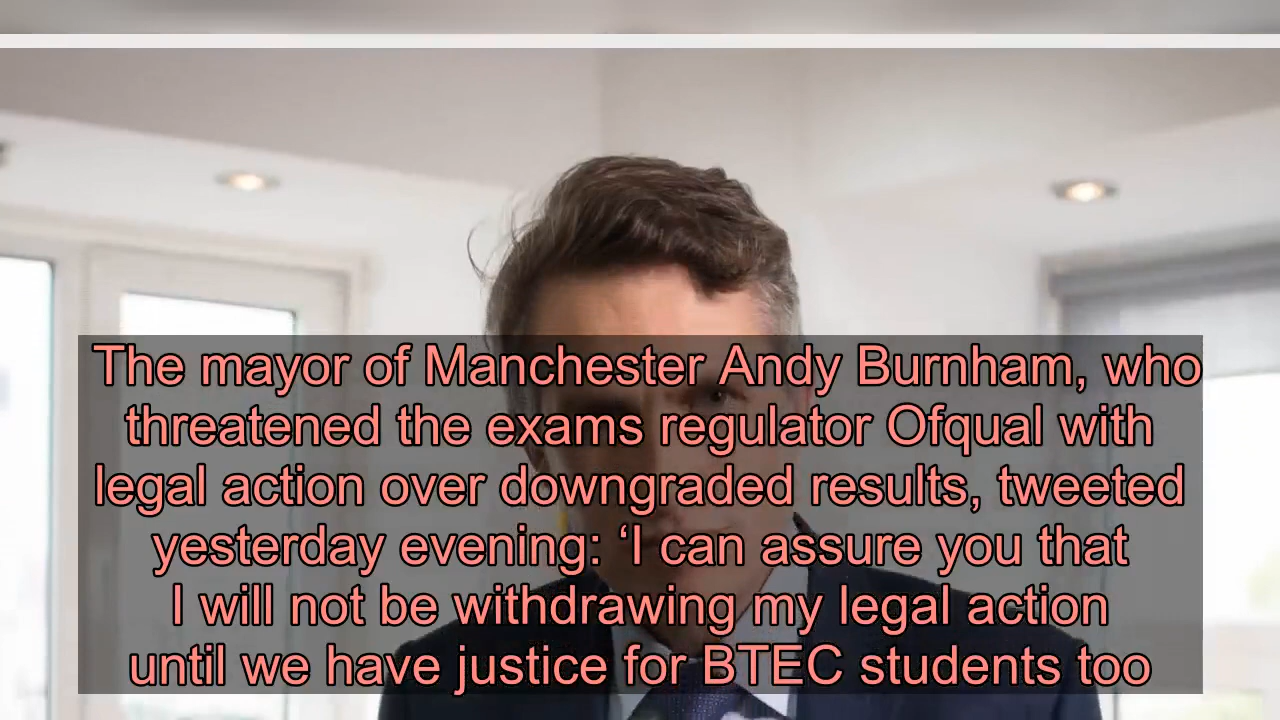 The mayor of Manchester Andy Burnham, who
threatened the exams regulator Ofqual with
legal action over downgraded results, tweeted
yesterday evening: ‘I can assure you that
I will not be withdrawing my legal action
until we have justice for BTEC students too